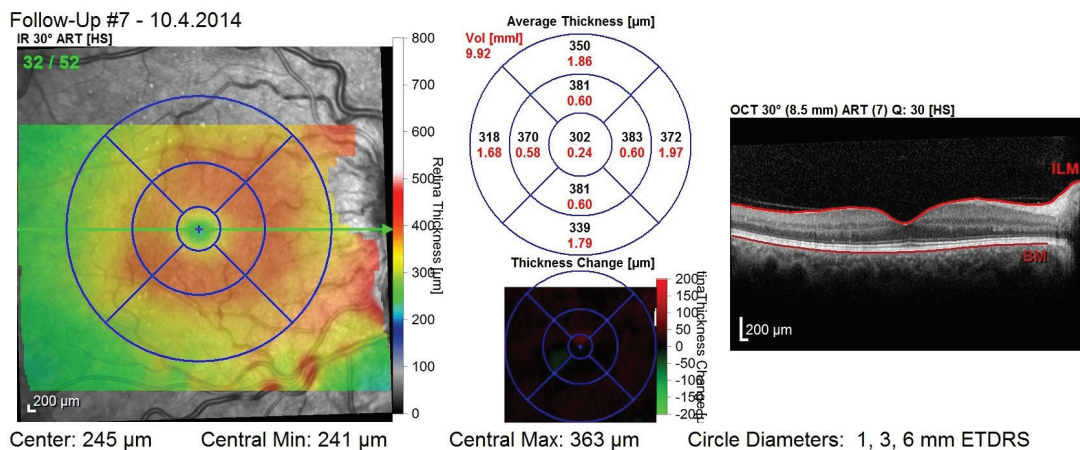 Follow-Up #7 - 10.4.2014
IR 30° ART [HS]
32 / 52
200 µm
800
700
600
500
400
300
200
100
0
Retina Thickness [µm]
Average Thickness [µm]
Vol [mm³]
9.92
350
1.86
381
0.60
318
1.68
370
0.58
302
0.24
383
0.60
372
1.97
381
0.60
339
1.79
Thickness Change [µm]
200
150
100
50
0
-50
-100
-150
-200
OCT 30° (8.5 mm) ART (7) Q: 30 [HS]
ILM
BM
200 µm
Center: 245 µm Central Min: 241 µm Central Max: 363 µm Circle Diameters: 1, 3, 6 mm ETDRS